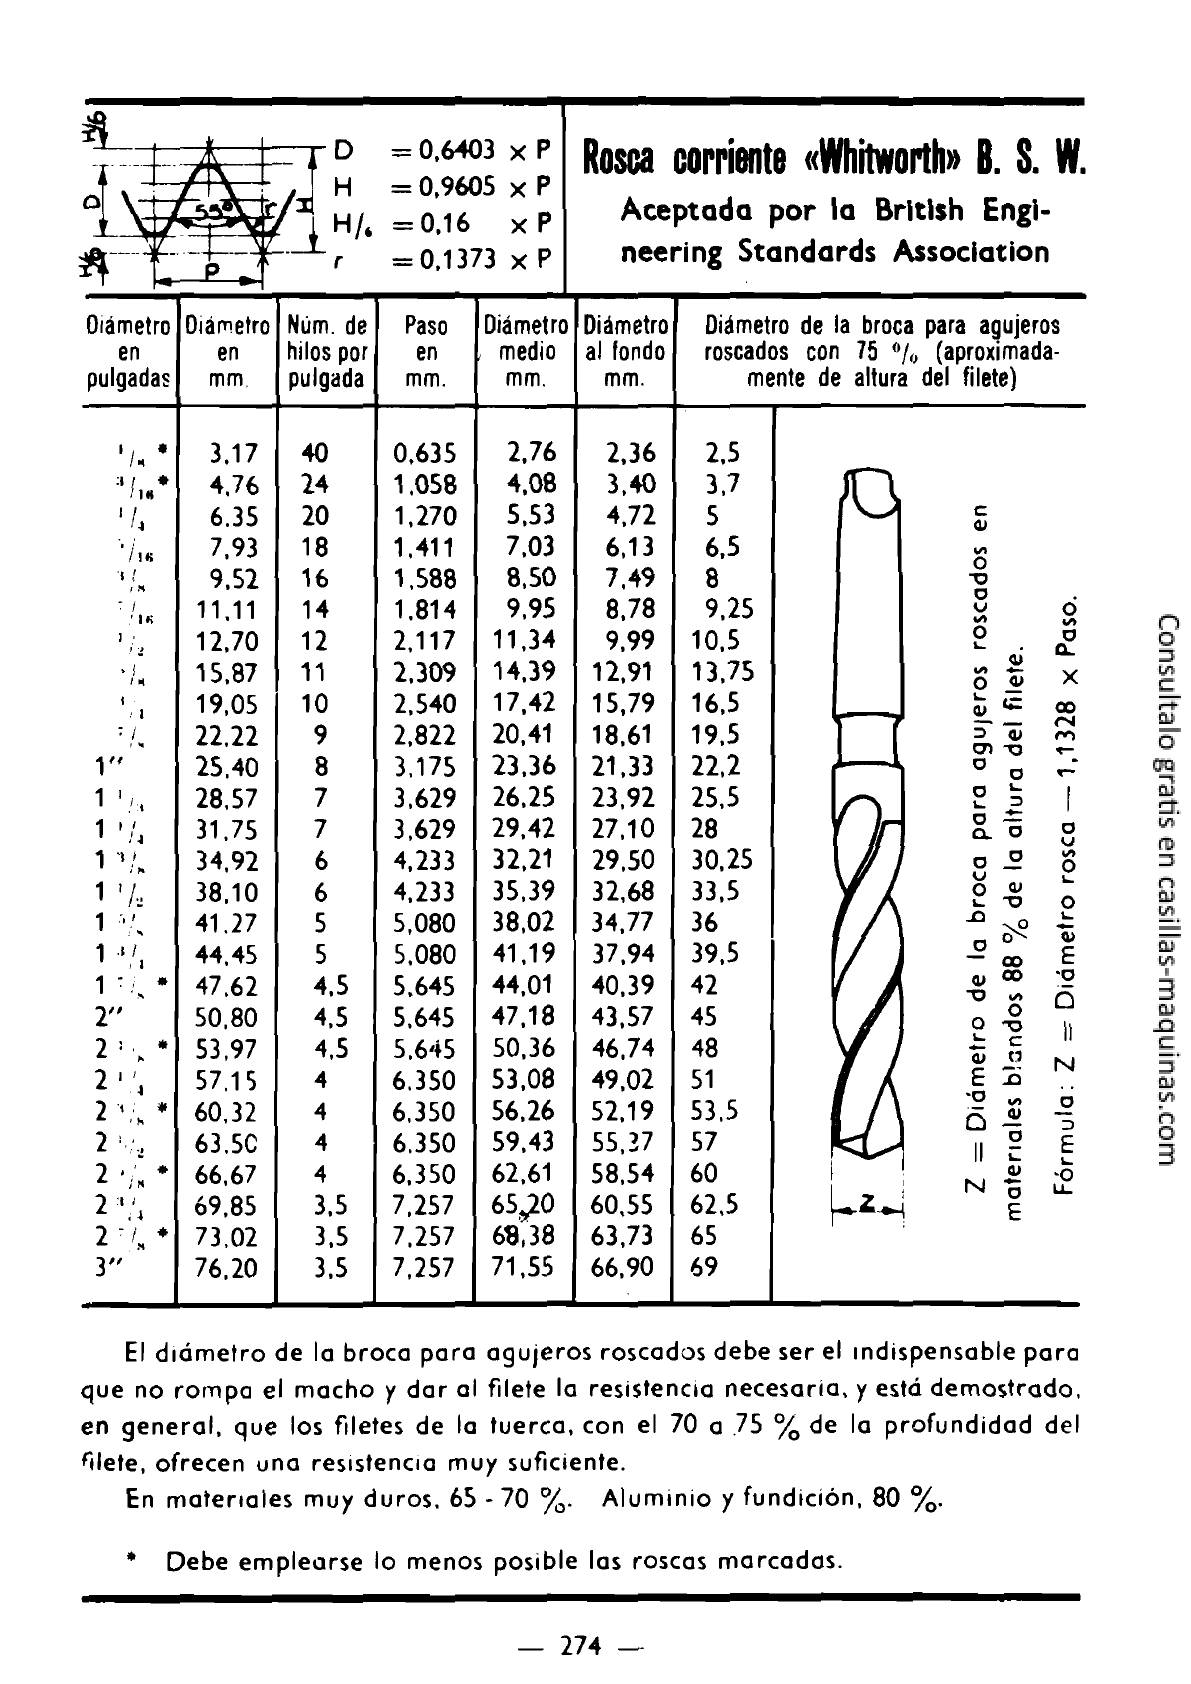 H/6
D
H/6
55°
r
H
P
D = 0,6403 x P
H = 0,9605 x P
H/6 = 0,16 x P
r = 0,1373 x P
Rosca corriente «Whitworth» B. S. W.
Aceptada por la British Engi-
neering Standards Association
Diámetro en pulgadas
Diámetro en mm.
Núm. de hilos por pulgada
Paso en mm.
Diámetro medio mm.
Diámetro al fondo mm.
Diámetro de la broca para agujeros
roscados con 75 % (aproximada-
mente de altura del filete)
1/8 * 3,17 40 0,635 2,76 2,36 2,5
3/16 * 4,76 24 1,058 4,08 3,40 3,7
1/4 6.35 20 1,270 5,53 4,72 5
5/16 7,93 18 1,411 7,03 6,13 6,5
3/8 9,52 16 1,588 8,50 7,49 8
7/16 11,11 14 1,814 9,95 8,78 9,25
1/2 12,70 12 2,117 11,34 9,99 10,5
5/8 15,87 11 2,309 14,39 12,91 13,75
19,05 10 2,540 17,42 15,79 16,5
7/8 22,22 9 2,822 20,41 18,61 19,5
1" 25,40 8 3,175 23,36 21,33 22,2
1 1/8 28,57 7 3,629 26,25 23,92 25,5
1 1/4 31,75 7 3,629 29,42 27,10 28
1 3/8 34,92 6 4,233 32,21 29,50 30,25
1 1/2 38,10 6 4,233 35,39 32,68 33,5
1 5/8 41,27 5 5,080 38,02 34,77 36
1 3/4 44,45 5 5,080 41,19 37,94 39,5
1 7/8 * 47,62 4,5 5,645 44,01 40,39 42
2" 50,80 4,5 5,645 47,18 43,57 45
2 1/8 * 53,97 4,5 5,645 50,36 46,74 48
2 1/4 57,15 4 6,350 53,08 49,02 51
2 3/8 * 60,32 4 6,350 56,26 52,19 53,5
2 1/2 63,50 4 6,350 59,43 55,37 57
2 5/8 * 66,67 4 6,350 62,61 58,54 60
2 3/4 69,85 3,5 7,257 65,20 60,55 62,5
2 7/8 * 73,02 3,5 7,257 68,38 63,73 65
3" 76,20 3,5 7,257 71,55 66,90 69
Z
Z = Diámetro de la broca para agujeros roscados en
materiales blandos 88 % de la altura del filete.
Fórmula: Z = Diámetro rosca — 1,1328 x Paso.
El diámetro de la broca para agujeros roscados debe ser el indispensable para
que no rompa el macho y dar al filete la resistencia necesaria, y está demostrado,
en general, que los filetes de la tuerca, con el 70 a 75 % de la profundidad del
filete, ofrecen una resistencia muy suficiente.
En materiales muy duros, 65 - 70 %. Aluminio y fundición, 80 %.
* Debe emplearse lo menos posible las roscas marcadas.
— 274 —
Consultalo gratis en casillas-maquinas.com